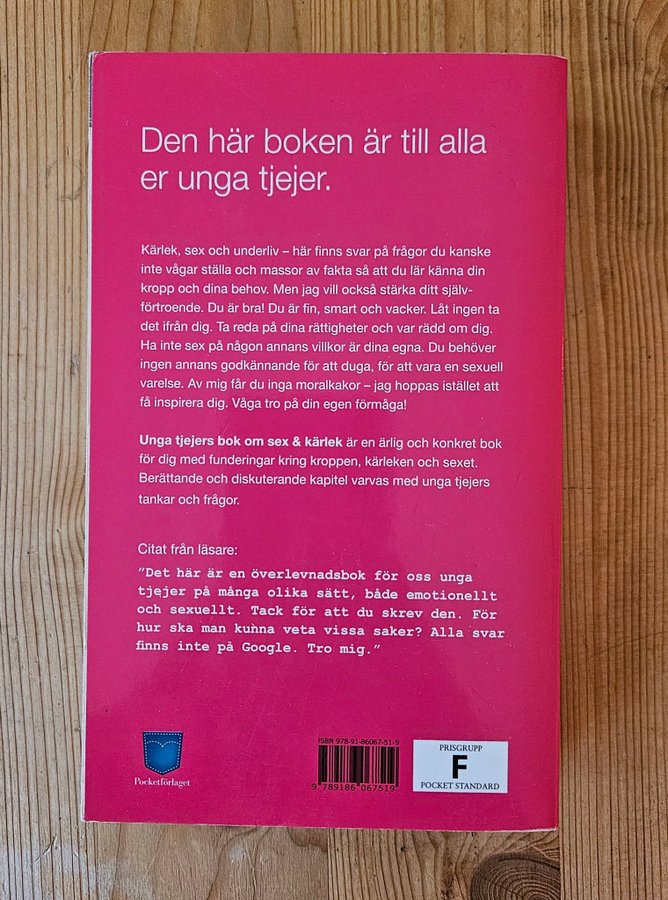 Den här boken är till alla
er unga tjejer.
Kärlek, sex och underliv – här finns svar på frågor du kanske
inte vågar ställa och massor av fakta så att du lär känna din
kropp och dina behov. Men jag vill också stärka ditt själv-
förtroende. Du är bra! Du är fin, smart och vacker. Låt ingen ta
det ifrån dig. Ta reda på dina rättigheter och var rädd om dig.
Ha inte sex på någon annans villkor är dina egna. Du behöver
ingen annans godkännande för att duga, för att vara en sexuell
varelse. Av mig får du inga moralkakor – jag hoppas istället att
få inspirera dig. Våga tro på din egen förmåga!
Unga tjejers bok om sex & kärlek är en ärlig och konkret bok
för dig med funderingar kring kroppen, kärleken och sexet.
Berättande och diskuterande kapitel varvas med unga tjejers
tankar och frågor.
Citat från läsare:
”Det här är en överlevnadsbok för oss unga
tjejer på många olika sätt, både emotionellt
och sexuellt. Tack för att du skrev den. För
hur ska man kunna veta vissa saker? Alla svar
finns inte på Google. Tro mig.”
Pocketförlaget
ISBN 978-91-86067-51-9
9 789186 067519
PRISGRUPP
F
POCKET STANDARD